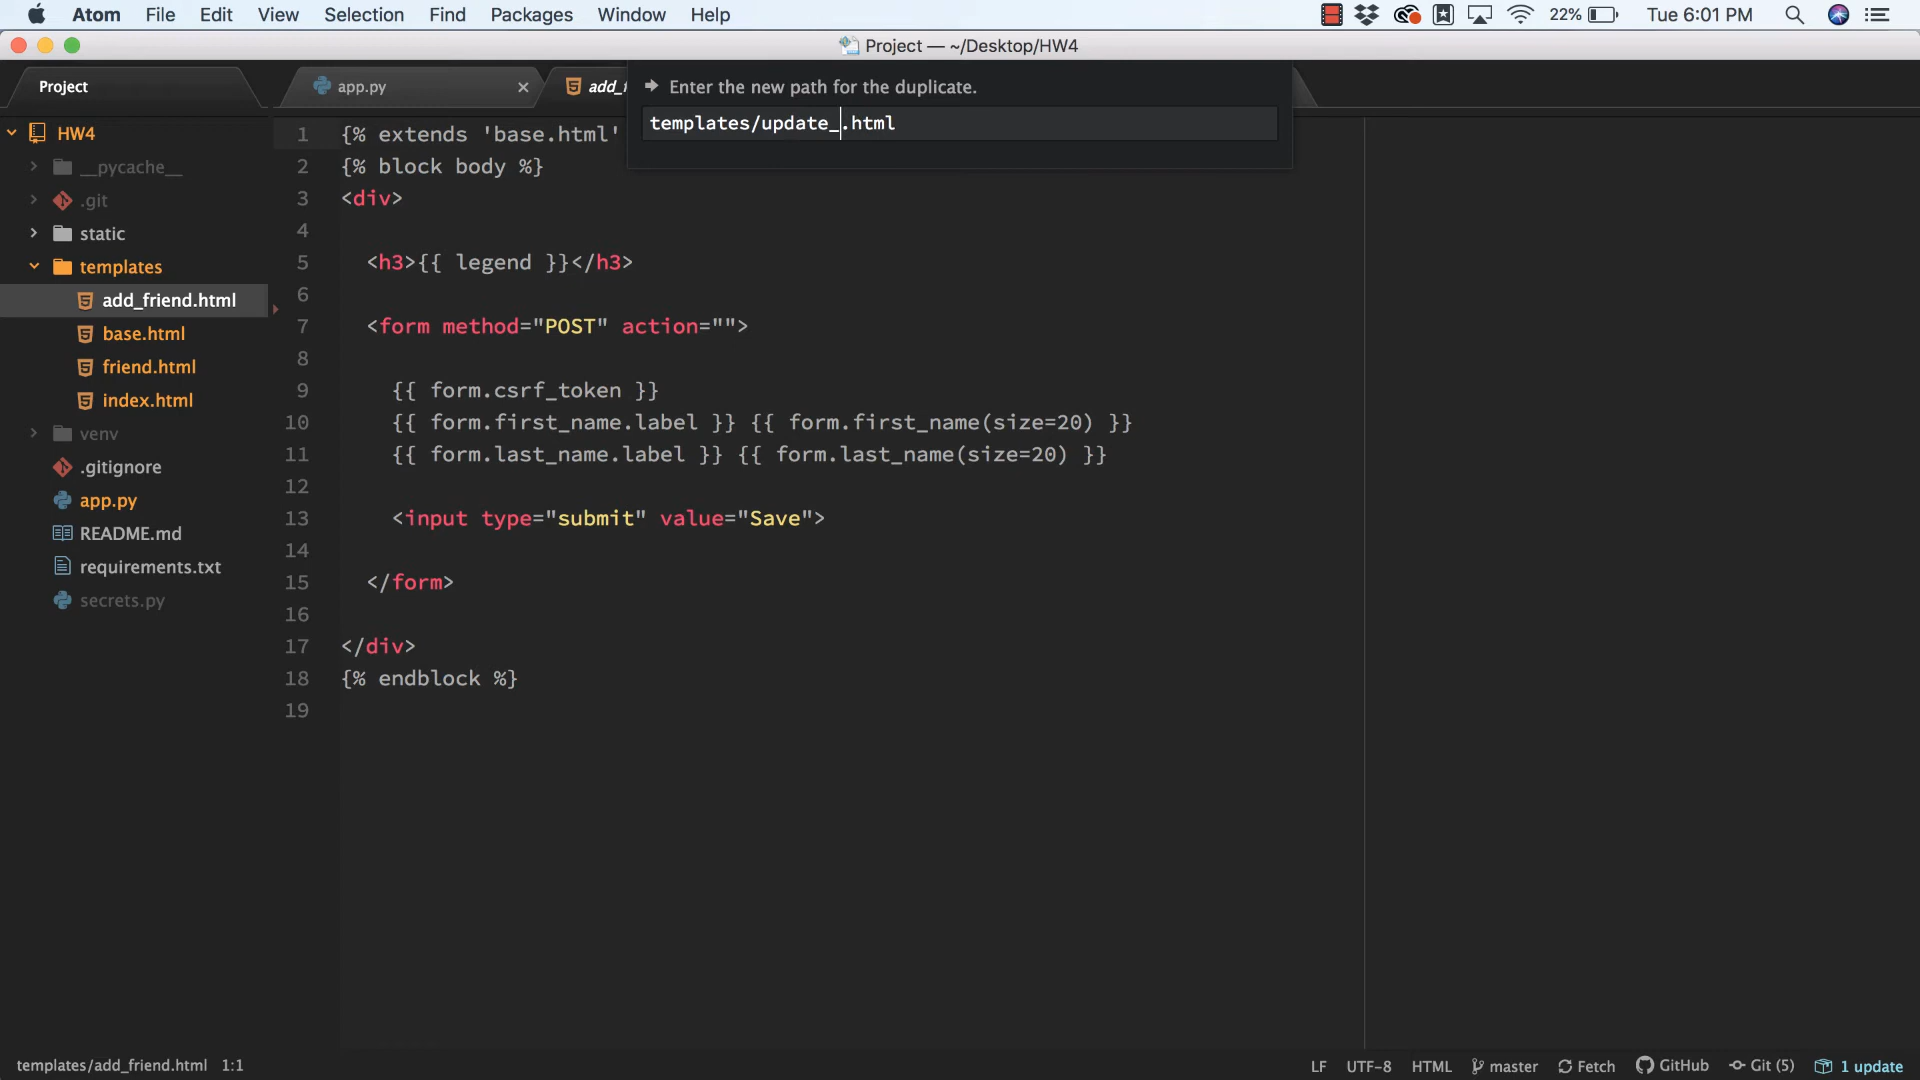 Atom File Edit View Selection Find Packages Window Help 22% Tue 6:01 PM
Project — ~/Desktop/HW4
Project
app.py
Enter the new path for the duplicate.
templates/update_.html
HW4
__pycache__
.git
static
templates
add_friend.html
base.html
friend.html
index.html
venv
.gitignore
app.py
README.md
requirements.txt
secrets.py
1 {% extends 'base.html'
2 {% block body %}
3 <div>
4
5 <h3>{{ legend }}</h3>
6
7 <form method="POST" action="">
8
9 {{ form.csrf_token }}
10 {{ form.first_name.label }} {{ form.first_name(size=20) }}
11 {{ form.last_name.label }} {{ form.last_name(size=20) }}
12
13 <input type="submit" value="Save">
14
15 </form>
16
17 </div>
18 {% endblock %}
19
templates/add_friend.html 1:1 LF UTF-8 HTML master Fetch GitHub Git (5) 1 update